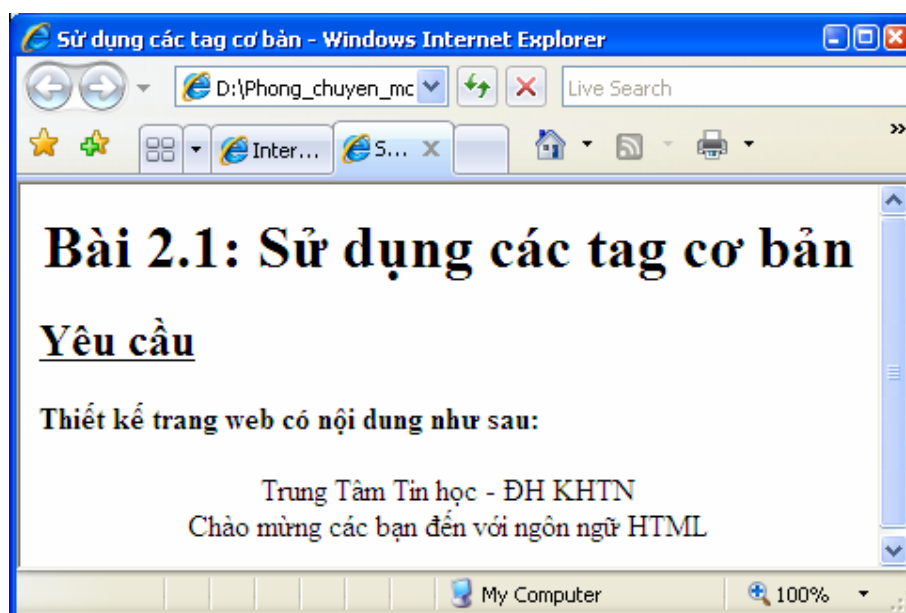 Sử dụng các tag cơ bản - Windows Internet Explorer
D:\Phong_chuyen_mc
Live Search
Inter...
S...
Bài 2.1: Sử dụng các tag cơ bản
Yêu cầu
Thiết kế trang web có nội dung như sau:
Trung Tâm Tin học - ĐH KHTN
Chào mừng các bạn đến với ngôn ngữ HTML
My Computer
100%